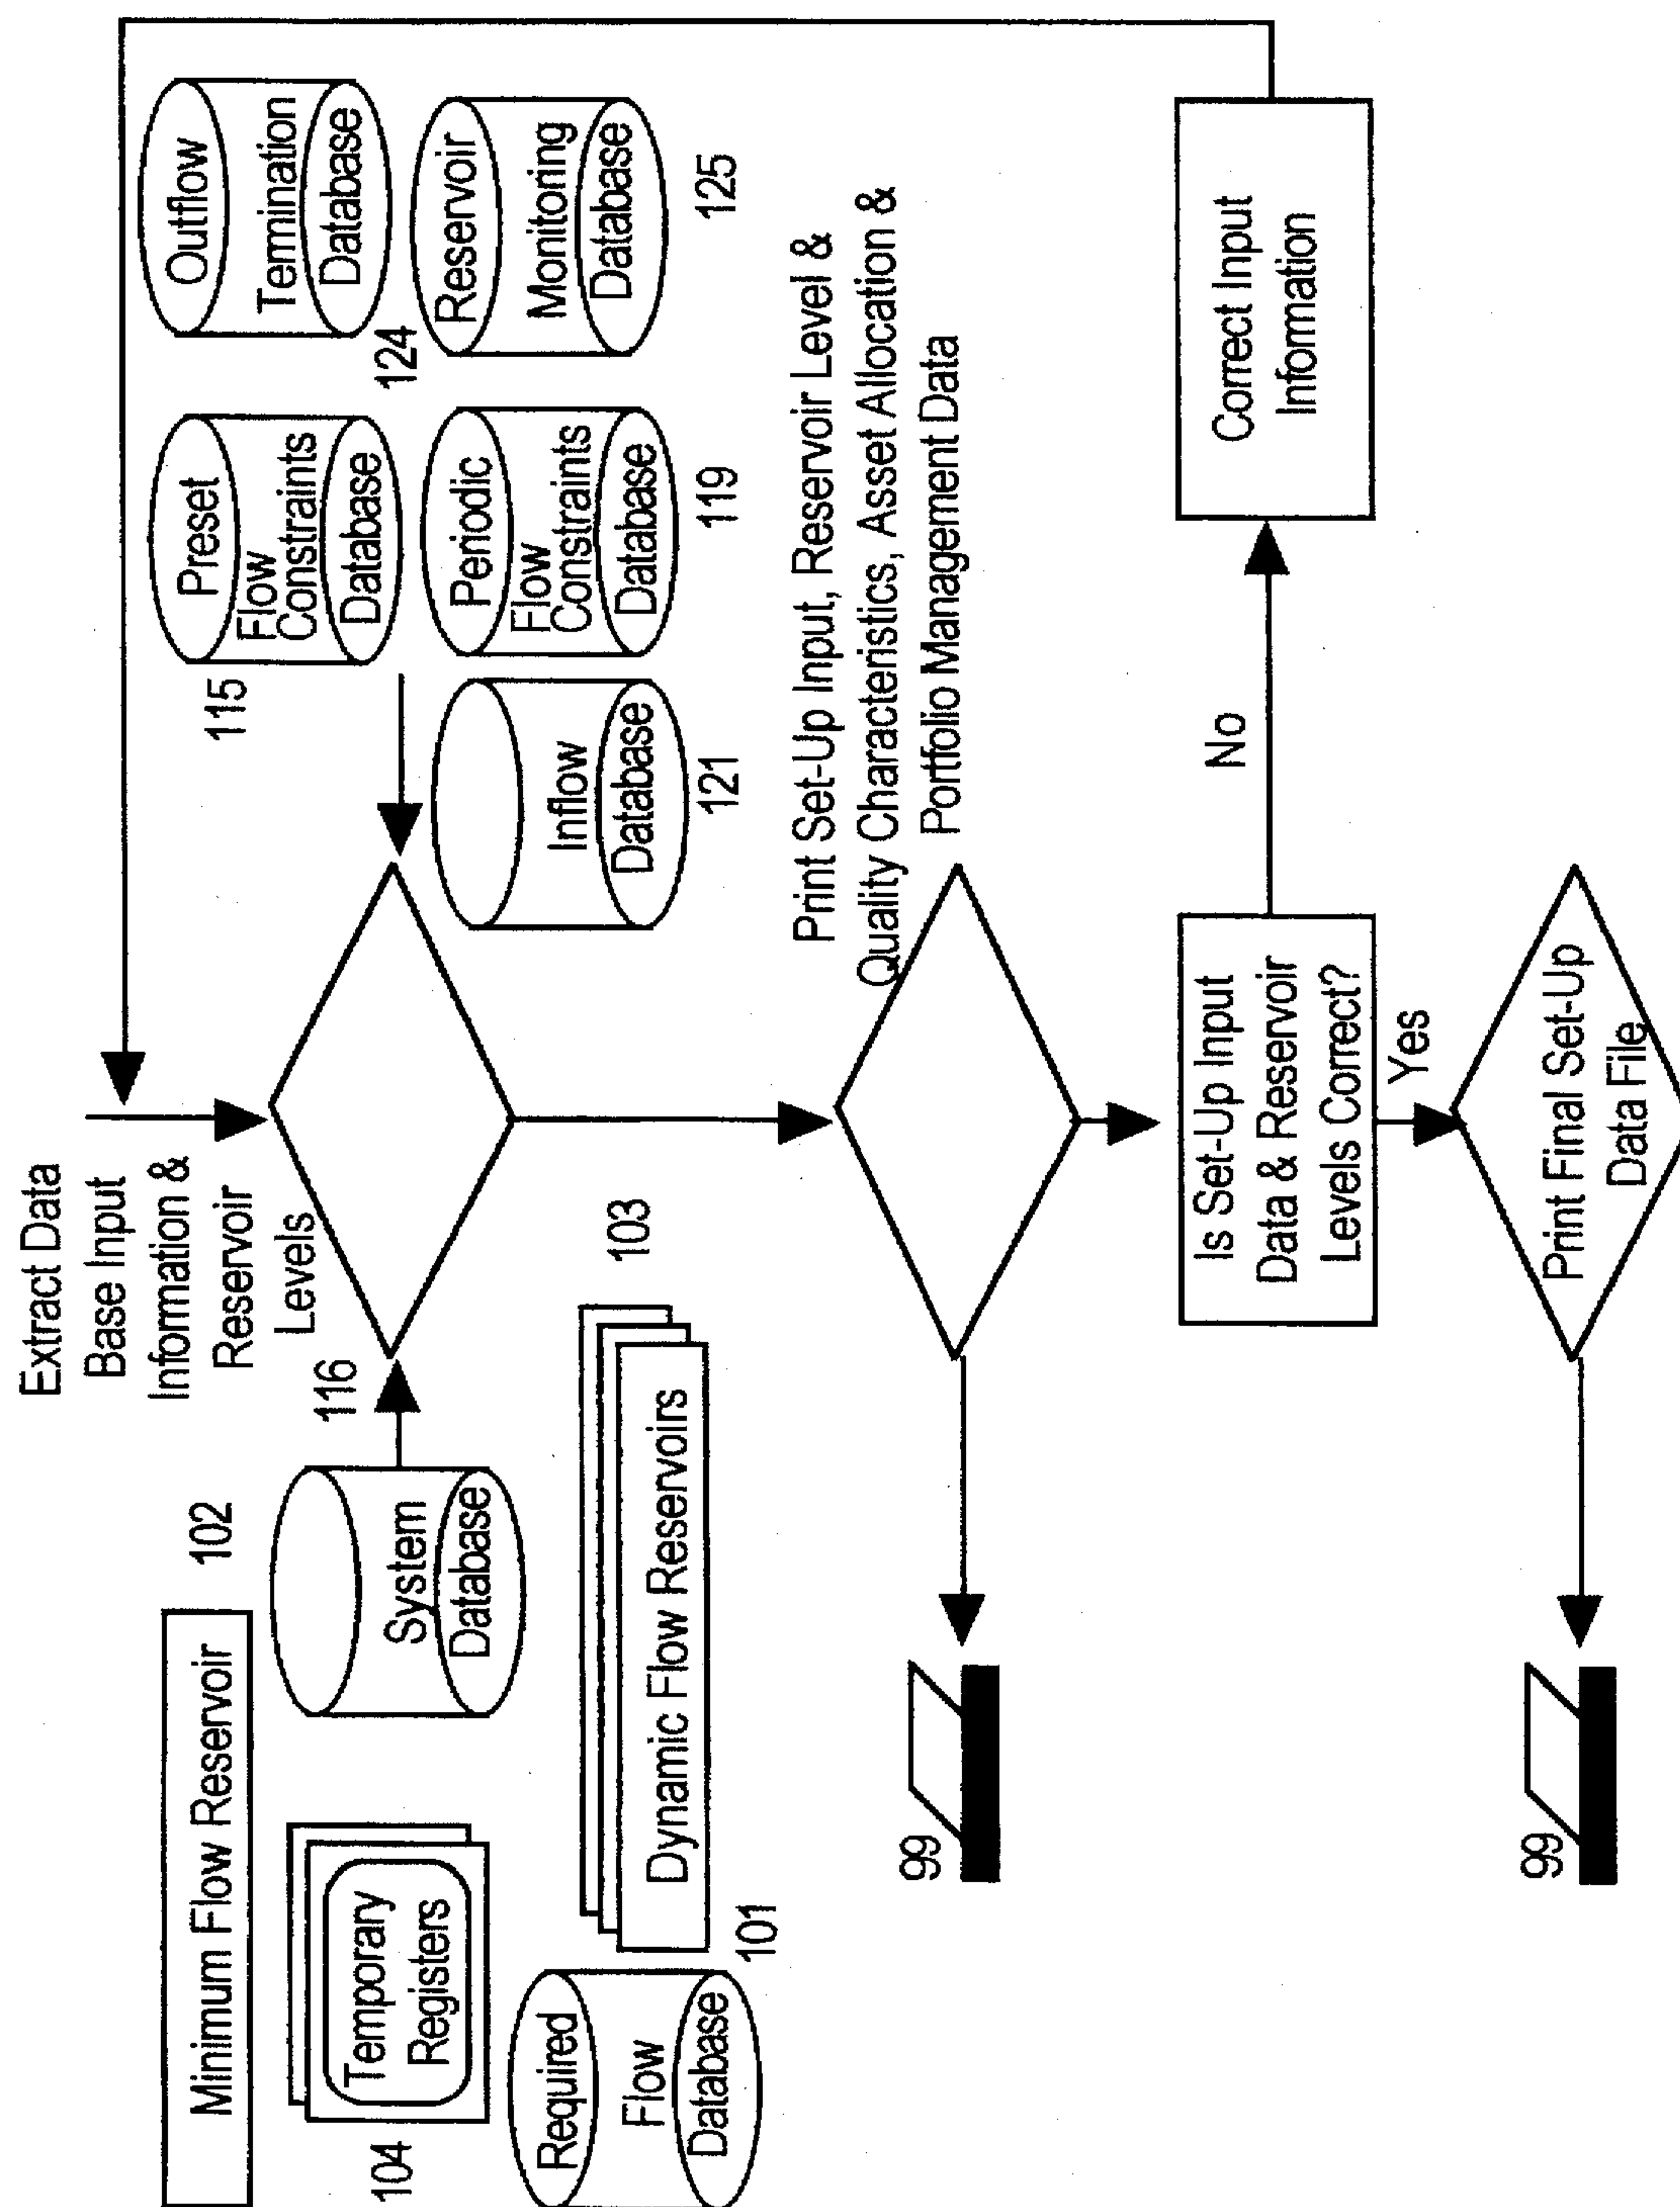 Extract Data
Base Input
Information &
Reservoir
Levels
Minimum Flow Reservoir
102
116
System
Database
Temporary
Registers
104
Required
Flow
Database
101
Dynamic Flow Reservoirs
103
115
Preset
Flow
Constraints
Database
Outflow
Termination
Database
124
Periodic
Flow
Constraints
Database
119
Reservoir
Monitoring
Database
125
Inflow
Database
121
Print Set-Up Input, Reservoir Level &
Quality Characteristics, Asset Allocation &
Portfolio Management Data
99
Is Set-Up Input
Data & Reservoir
Levels Correct?
No
Correct Input
Information
Yes
Print Final Set-Up
Data File
99